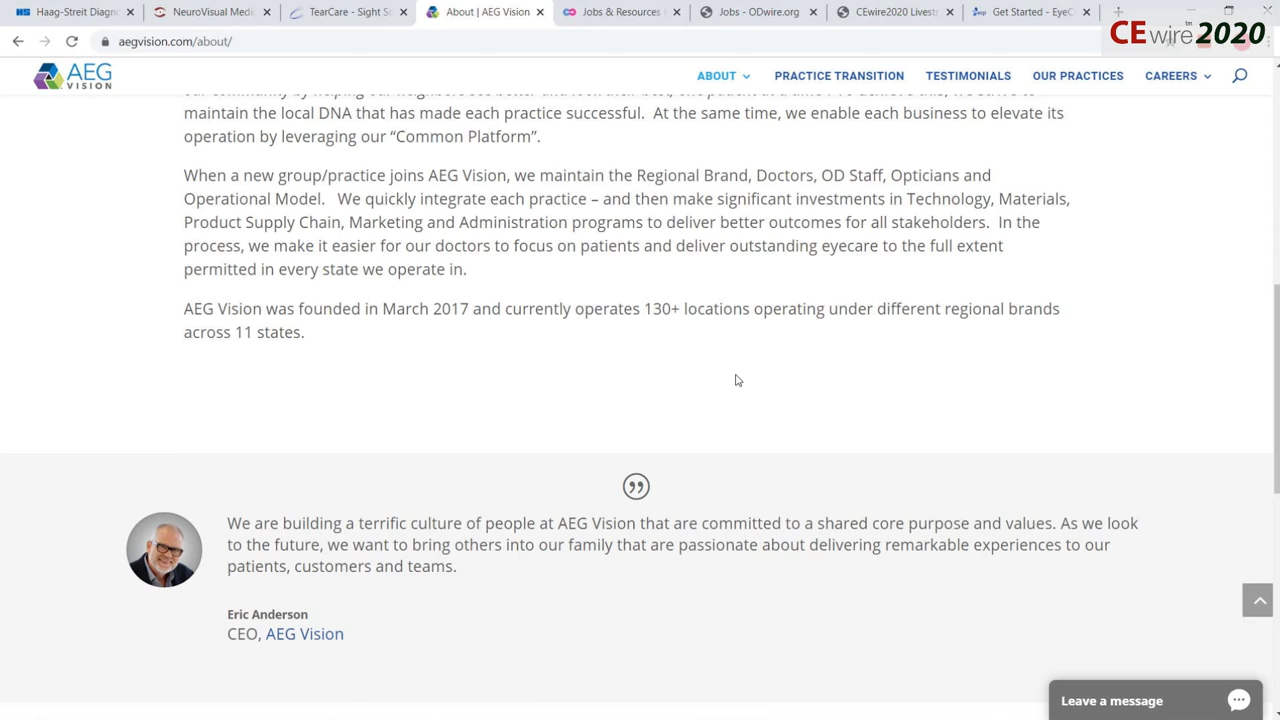 Haag-Streit Diagn
NeuroVisual Medi
TearCare - Sight S
About | AEG Vision
Jobs & Resources
Links - ODwire.org
CEwire2020 Livest
Get Started - EyeC
aegvision.com/about/
CEwire 2020
AEG
VISION
ABOUT
PRACTICE TRANSITION
TESTIMONIALS
OUR PRACTICES
CAREERS
maintain the local DNA that has made each practice successful. At the same time, we enable each business to elevate its
operation by leveraging our “Common Platform”.
When a new group/practice joins AEG Vision, we maintain the Regional Brand, Doctors, OD Staff, Opticians and
Operational Model. We quickly integrate each practice – and then make significant investments in Technology, Materials,
Product Supply Chain, Marketing and Administration programs to deliver better outcomes for all stakeholders. In the
process, we make it easier for our doctors to focus on patients and deliver outstanding eyecare to the full extent
permitted in every state we operate in.
AEG Vision was founded in March 2017 and currently operates 130+ locations operating under different regional brands
across 11 states.
We are building a terrific culture of people at AEG Vision that are committed to a shared core purpose and values. As we look
to the future, we want to bring others into our family that are passionate about delivering remarkable experiences to our
patients, customers and teams.
Eric Anderson
CEO, AEG Vision
Leave a message